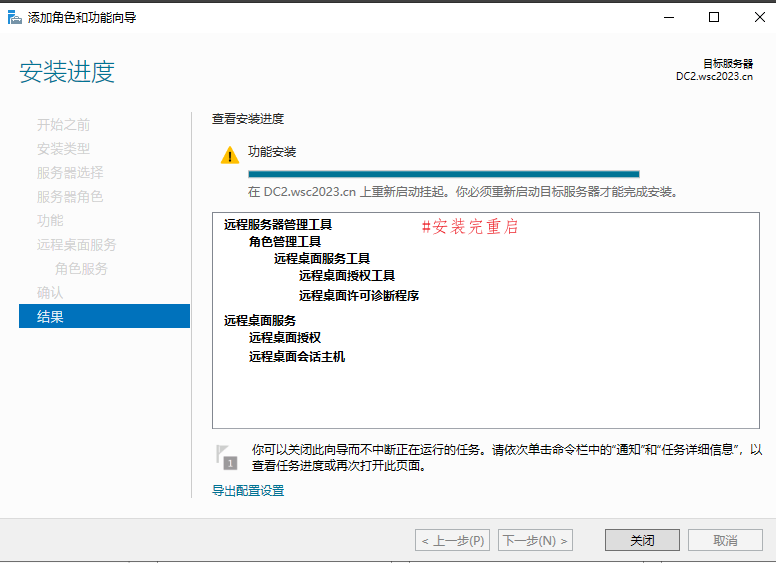 添加角色和功能向导
安装进度
目标服务器
DC2.wsc2023.cn
开始之前
安装类型
服务器选择
服务器角色
功能
远程桌面服务
角色服务
确认
结果
查看安装进度
功能安装
在 DC2.wsc2023.cn 上重新启动挂起。你必须重新启动目标服务器才能完成安装。
远程服务器管理工具
#安装完重启
角色管理工具
远程桌面服务工具
远程桌面授权工具
远程桌面许可诊断程序
远程桌面服务
远程桌面授权
远程桌面会话主机
1
你可以关闭此向导而不中断正在运行的任务。请依次单击命令栏中的"通知"和"任务详细信息"，以
查看任务进度或再次打开此页面。
导出配置设置
< 上一步(P)
下一步(N) >
关闭
取消